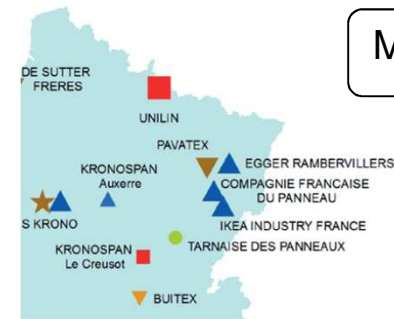 M
DE SUTTER
FRERES
UNILIN
PAVATEX
EGGER RAMBERVILLERS
KRONOSPAN
Auxerre
COMPAGNIE FRANCAISE
DU PANNEAU
S KRONO
IKEA INDUSTRY FRANCE
TARNAISE DES PANNEAUX
KRONOSPAN
Le Creusot
BUITEX